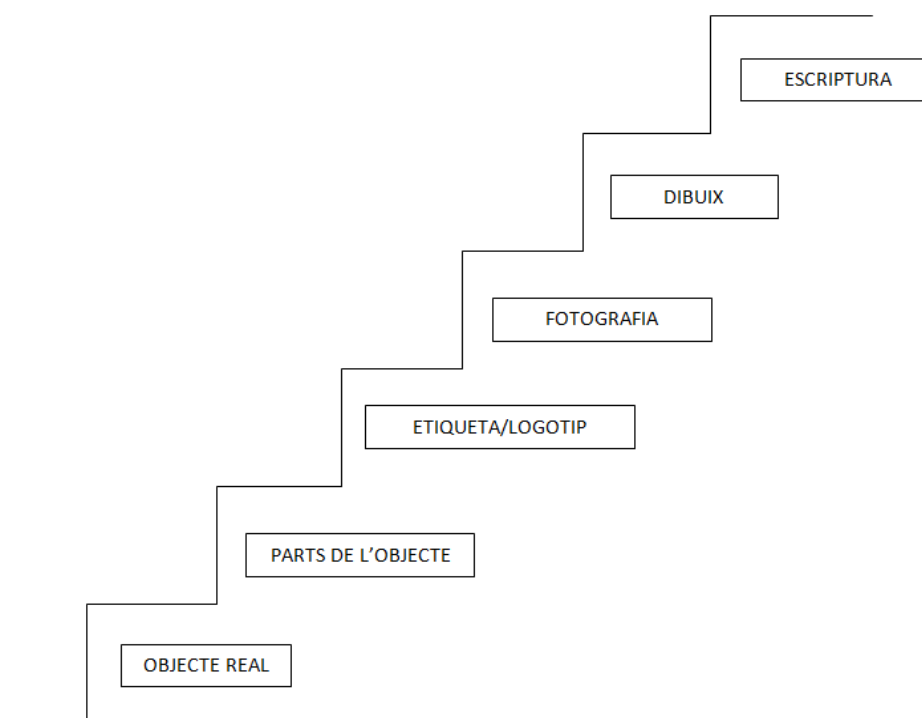 ESCRIPTURA
DIBUIX
FOTOGRAFIA
ETIQUETA/LOGOTIP
PARTS DE L’OBJECTE
OBJECTE REAL